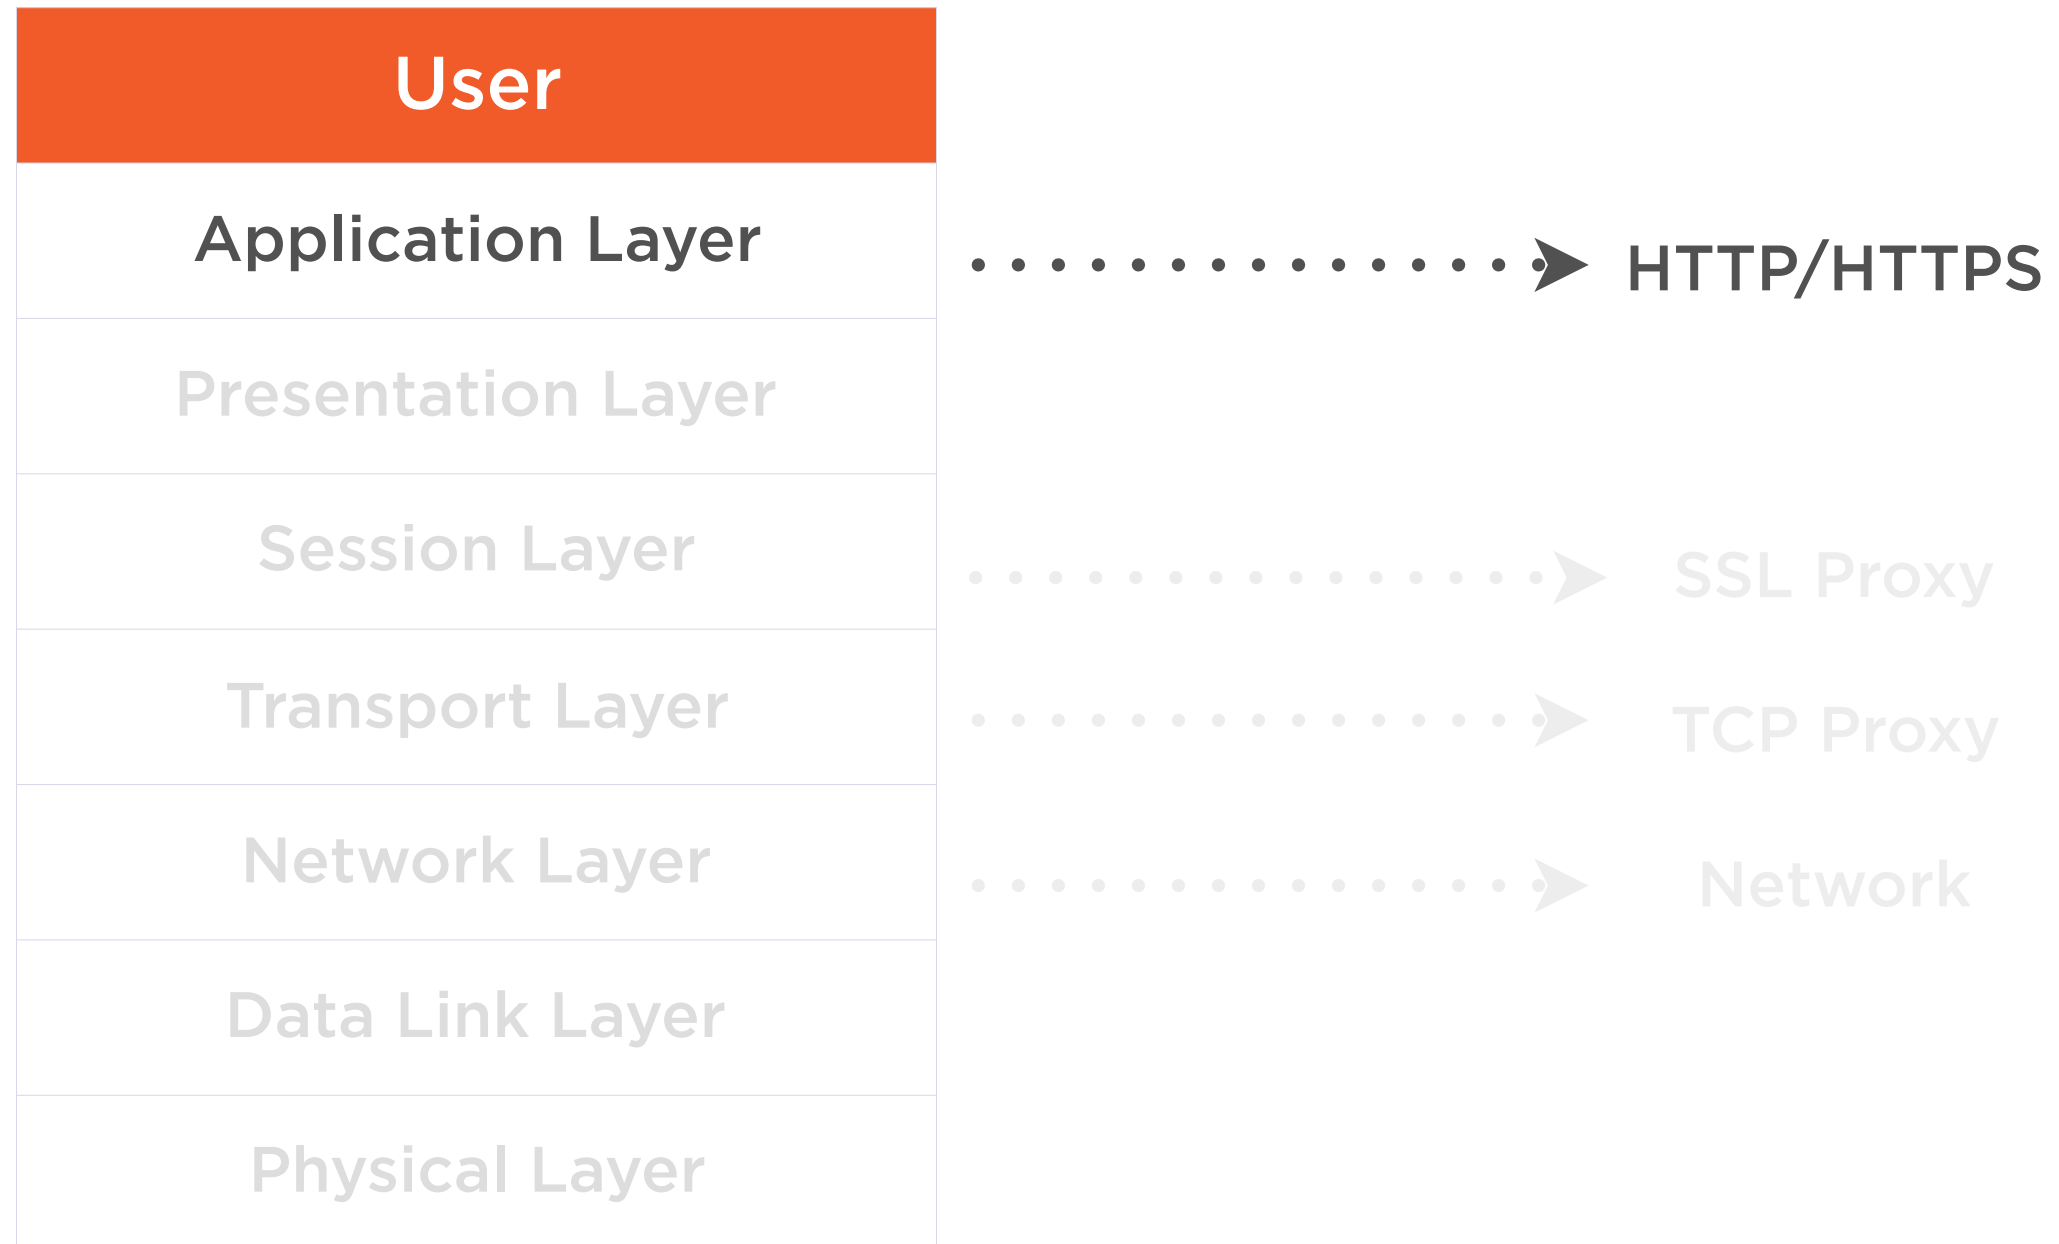 User
Application Layer
HTTP/HTTPS
Presentation Layer
Session Layer
SSL Proxy
Transport Layer
TCP Proxy
Network Layer
Network
Data Link Layer
Physical Layer